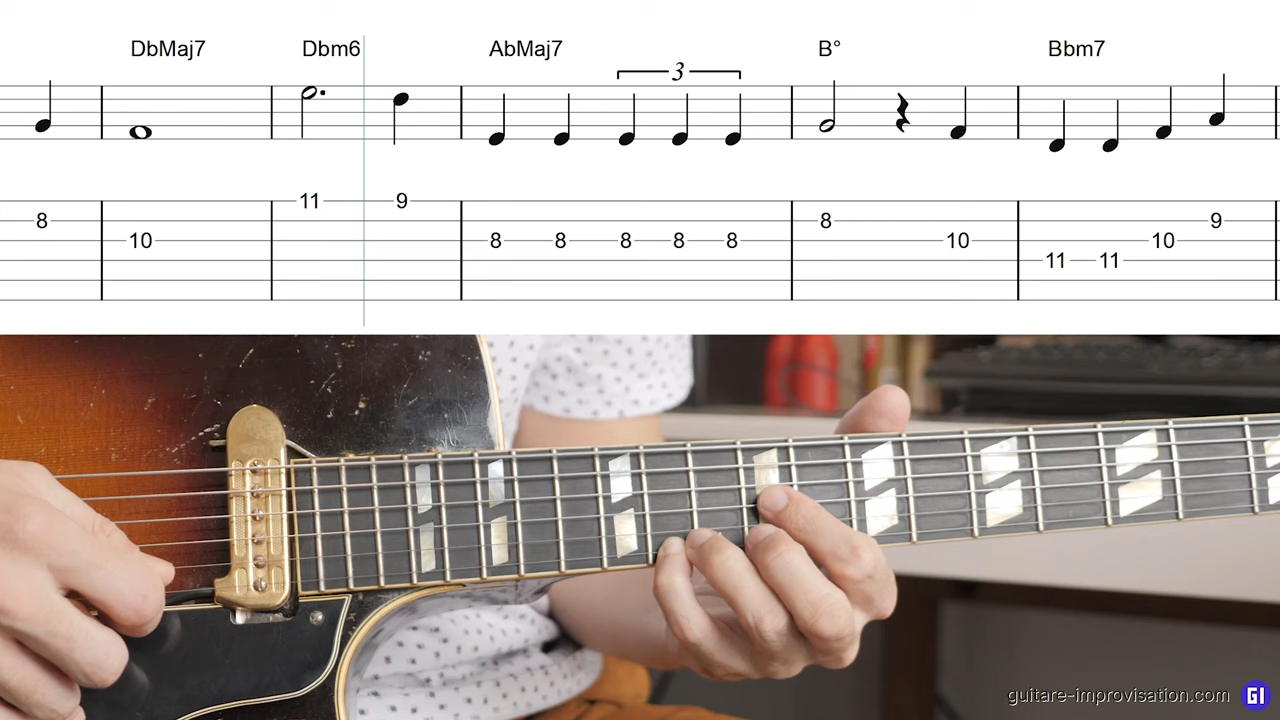 DbMaj7 Dbm6 AbMaj7 B° Bbm7
3
8 10 11 9 8 8 8 8 8 8 10 11 11 10 9
guitare-improvisation.com GI